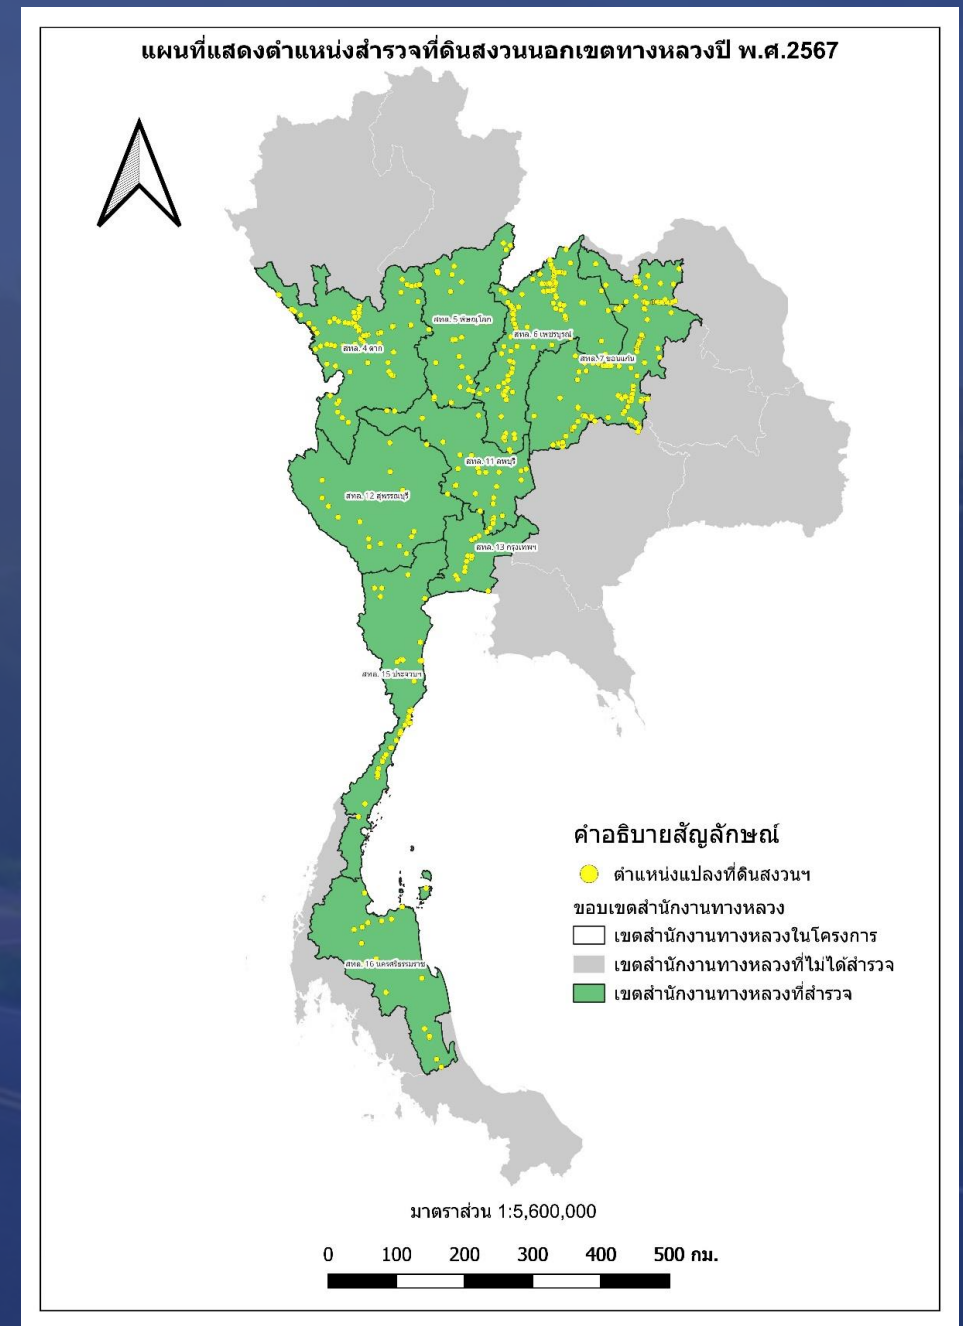 แผนที่แสดงตำแหน่งสำรวจที่ดินสงวนนอกเขตทางหลวงปี พ.ศ.2567
สทล. 5 พิษณุโลก
สทล. 6 เพชรบูรณ์
สทล. 4 ตาก
สทล. 7 ขอนแก่น
สทล. 11 ลพบุรี
สทล. 12 สุพรรณบุรี
สทล. 13 กรุงเทพฯ
สทล. 15 ประจวบฯ
สทล. 16 นครศรีธรรมราช
คำอธิบายสัญลักษณ์
ตำแหน่งแปลงที่ดินสงวนฯ
ขอบเขตสำนักงานทางหลวง
เขตสำนักงานทางหลวงในโครงการ
เขตสำนักงานทางหลวงที่ไม่ได้สำรวจ
เขตสำนักงานทางหลวงที่สำรวจ
มาตราส่วน 1:5,600,000
0 100 200 300 400 500 กม.